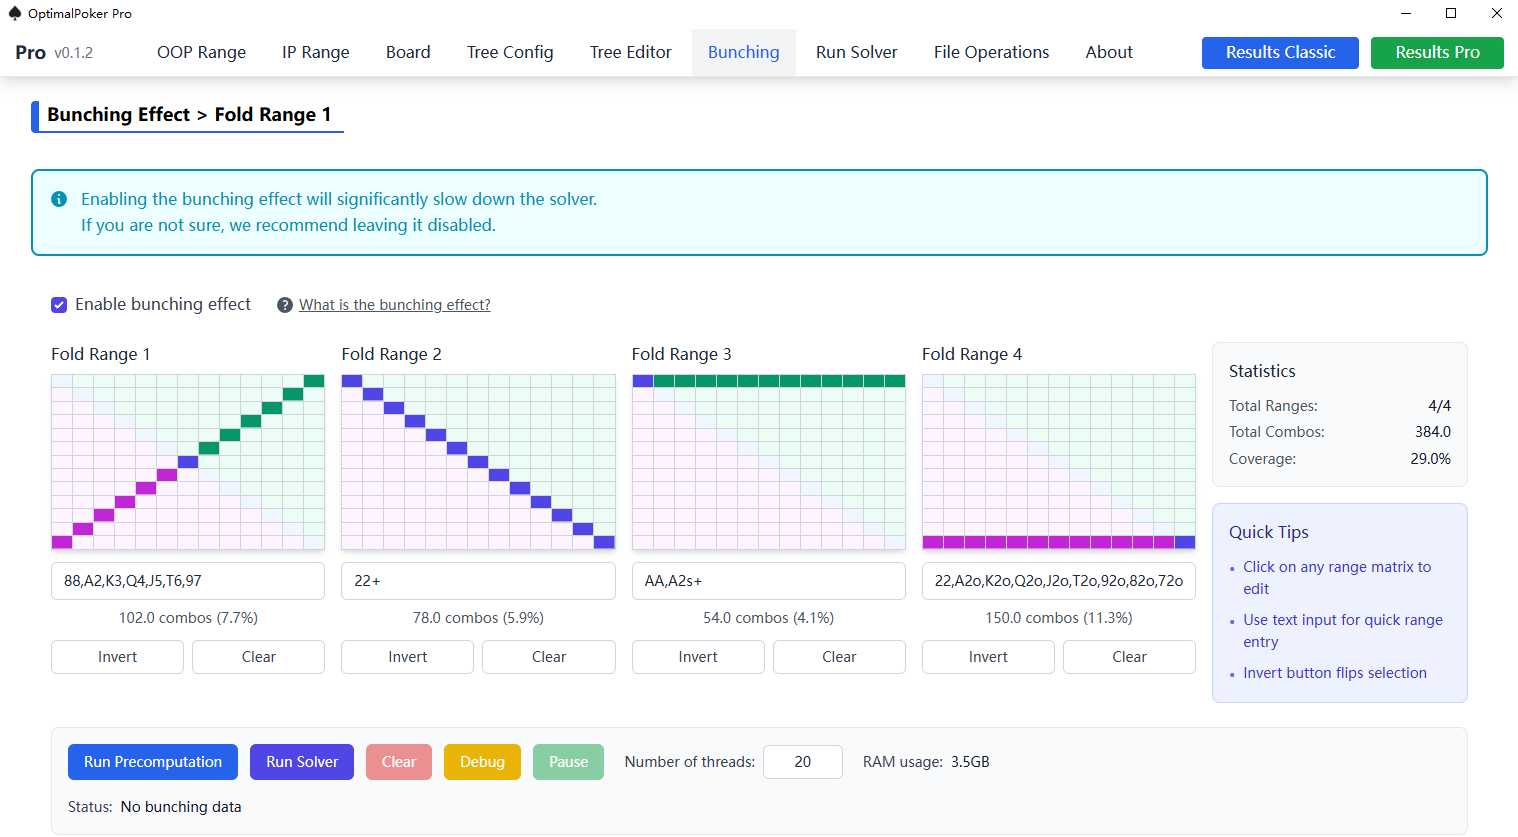 OptimalPoker Pro
Pro v0.1.2 OOP Range IP Range Board Tree Config Tree Editor Bunching Run Solver File Operations About Results Classic Results Pro
Bunching Effect > Fold Range 1
Enabling the bunching effect will significantly slow down the solver.
If you are not sure, we recommend leaving it disabled.
Enable bunching effect What is the bunching effect?
Fold Range 1
88,A2,K3,Q4,J5,T6,97
102.0 combos (7.7%)
Invert Clear
Fold Range 2
22+
78.0 combos (5.9%)
Invert Clear
Fold Range 3
AA,A2s+
54.0 combos (4.1%)
Invert Clear
Fold Range 4
22,A2o,K2o,Q2o,J2o,T2o,92o,82o,72o
150.0 combos (11.3%)
Invert Clear
Statistics
Total Ranges: 4/4
Total Combos: 384.0
Coverage: 29.0%
Quick Tips
• Click on any range matrix to
edit
• Use text input for quick range
entry
• Invert button flips selection
Run Precomputation Run Solver Clear Debug Pause Number of threads: 20 RAM usage: 3.5GB
Status: No bunching data